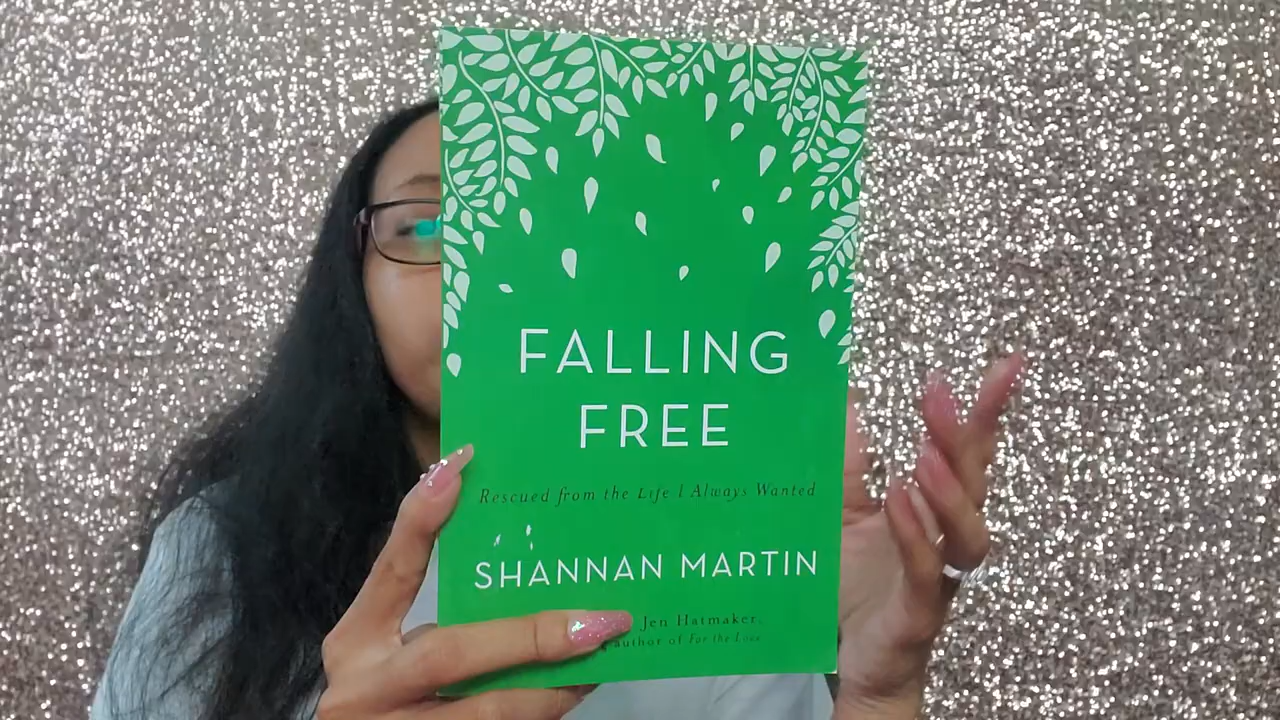 FALLING
FREE
Rescued from the Life I Always Wanted
SHANNAN MARTIN
Jen Hatmaker,
author of For the Love